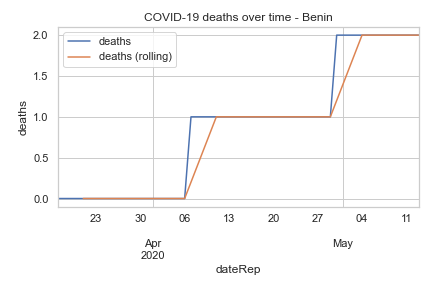 COVID-19 deaths over time - Benin
deaths
deaths (rolling)
deaths
2.0
1.5
1.0
0.5
0.0
23 30 06 13 20 27 04 11
Apr May
2020
dateRep